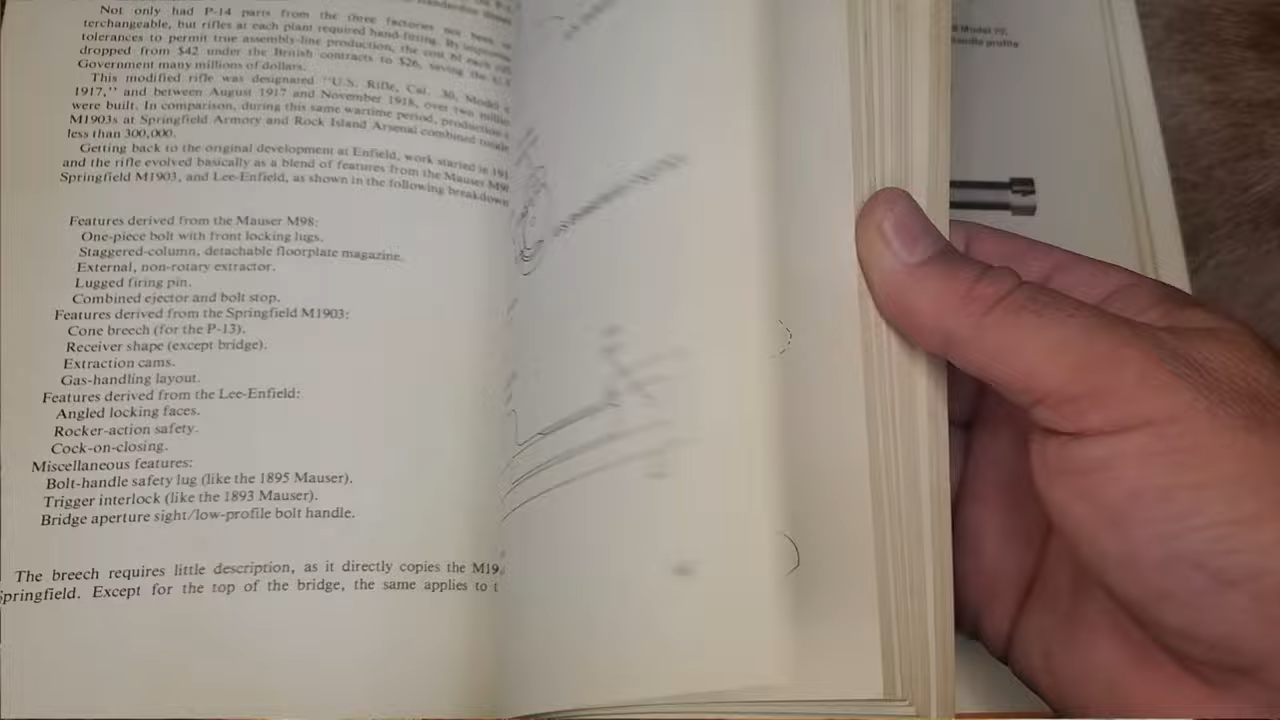 Not only had P-14 parts from the three factories not been
terchangeable, but rifles at each plant required hand-fitting. By
tolerances to permit true assembly-line production, the cost of each
dropped from $42 under the British contracts to $26, saving the
Government many millions of dollars.
This modified rifle was designated "U.S. Rifle, Cal. 30, Mod
1917," and between August 1917 and November 1918, over two
were built. In comparison, during this same wartime period, production
M1903s at Springfield Armory and Rock Island Arsenal combined
less than 300,000.
Getting back to the original development at Enfield, work started in 191
and the rifle evolved basically as a blend of features from the Mauser M9
Springfield M1903, and Lee-Enfield, as shown in the following breakdown
Features derived from the Mauser M98:
One-piece bolt with front locking lugs.
Staggered-column, detachable floorplate magazine.
External, non-rotary extractor.
Lugged firing pin.
Combined ejector and bolt stop.
Features derived from the Springfield M1903:
Cone breech (for the P-13).
Receiver shape (except bridge).
Extraction cams.
Gas-handling layout.
Features derived from the Lee-Enfield:
Angled locking faces.
Rocker-action safety.
Cock-on-closing.
Miscellaneous features:
Bolt-handle safety lug (like the 1895 Mauser).
Trigger interlock (like the 1893 Mauser).
Bridge aperture sight/low-profile bolt handle.
The breech requires little description, as it directly copies the M19
Springfield. Except for the top of the bridge, the same applies to t
Model 70,
handle profile